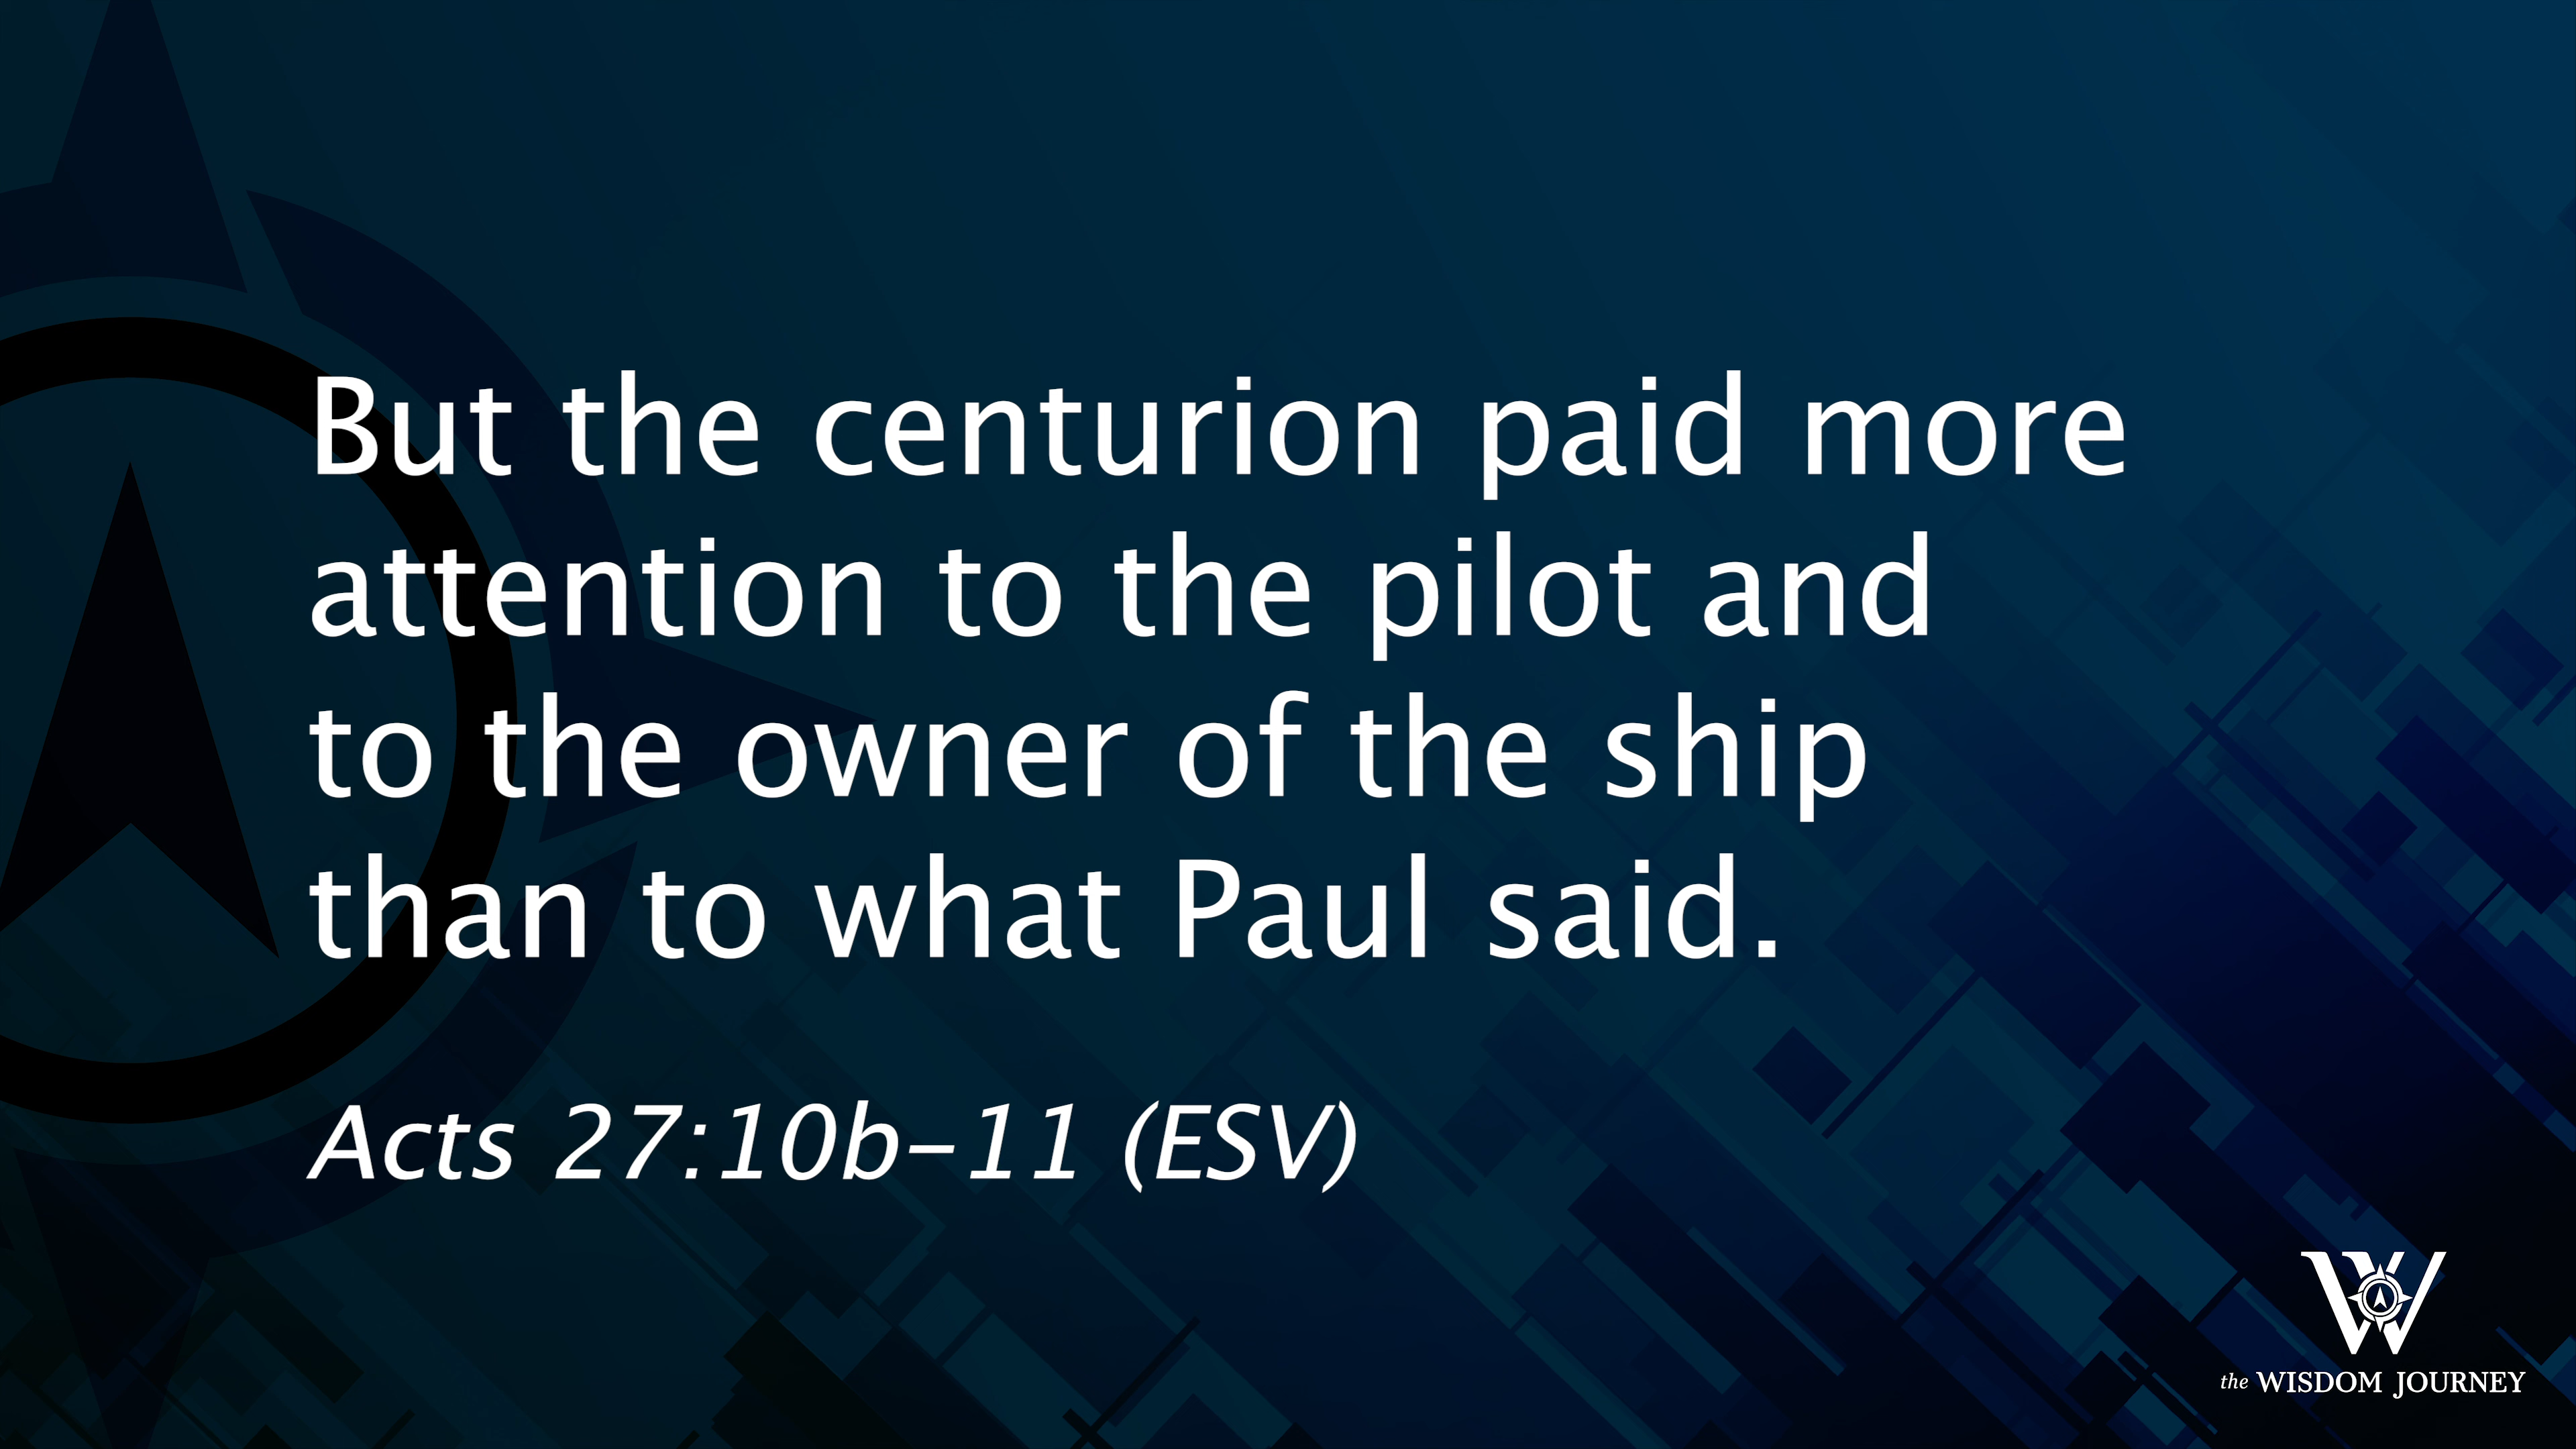 But the centurion paid more
attention to the pilot and
to the owner of the ship
than to what Paul said.
Acts 27:10b–11 (ESV)
W
the WISDOM JOURNEY